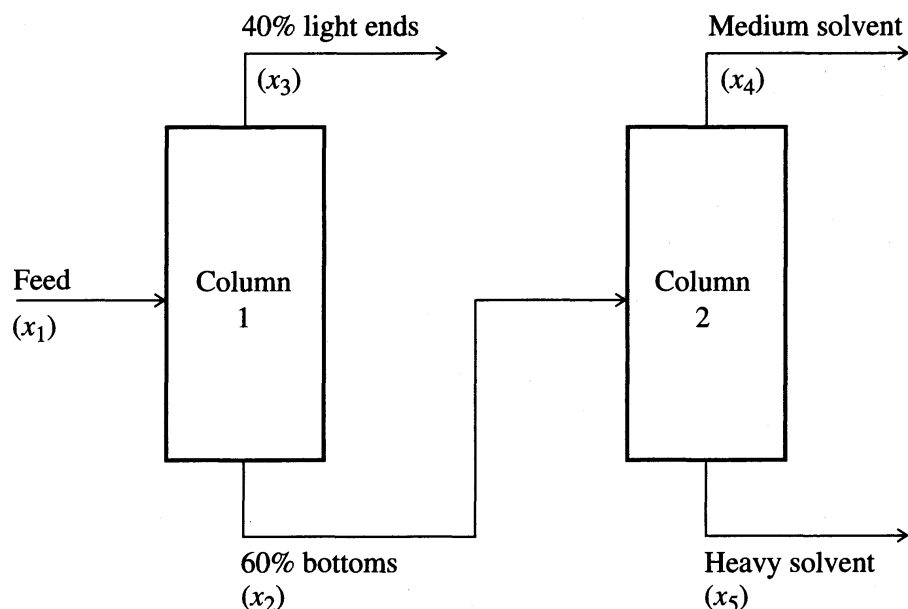 40% light ends
(x₃)
Medium solvent
(x₄)
Feed
(x₁)
Column
1
Column
2
60% bottoms
(x₂)
Heavy solvent
(x₅)